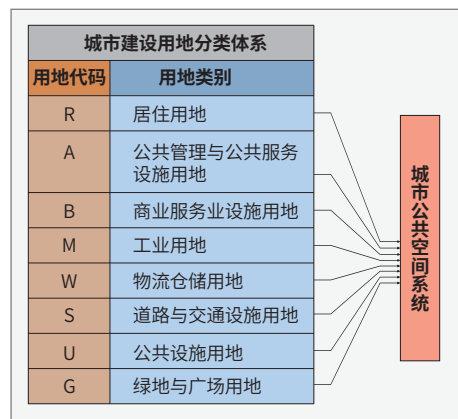 城市建设用地分类体系
用地代码 用地类别
R 居住用地
A 公共管理与公共服务
设施用地
B 商业服务业设施用地
M 工业用地
W 物流仓储用地
S 道路与交通设施用地
U 公共设施用地
G 绿地与广场用地
城市公共空间系统